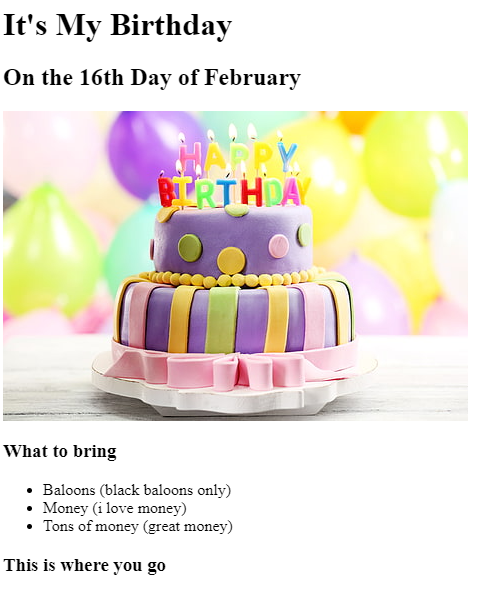 It's My Birthday
On the 16th Day of February
HAPPY
BIRTHDAY
What to bring
Baloons (black baloons only)
Money (i love money)
Tons of money (great money)
This is where you go